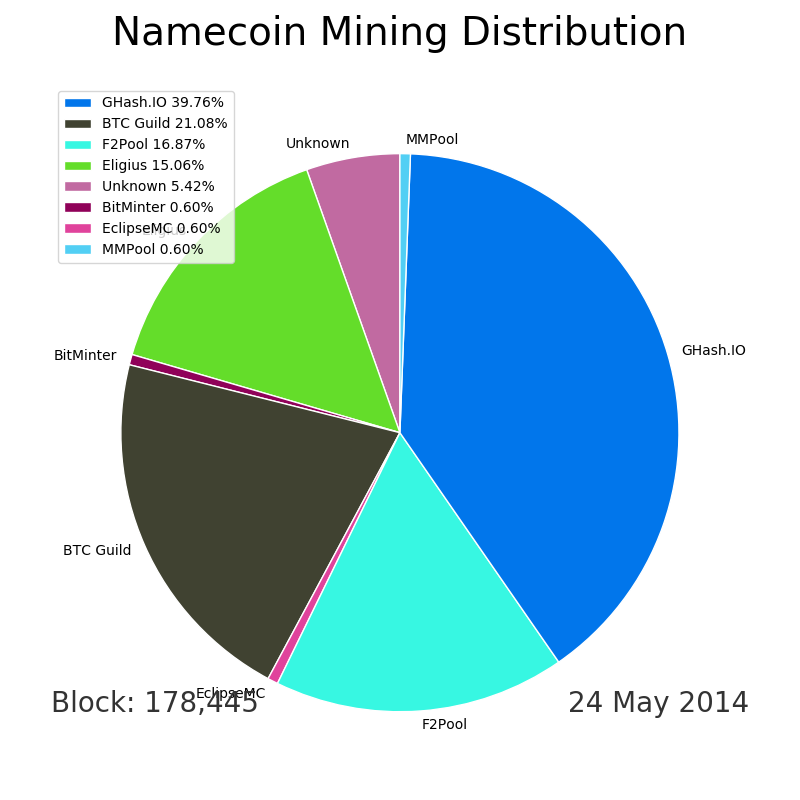 Namecoin Mining Distribution
GHash.IO 39.76%
BTC Guild 21.08%
F2Pool 16.87%
Eligius 15.06%
Unknown 5.42%
BitMinter 0.60%
EclipseMC 0.60%
MMPool 0.60%
Unknown
MMPool
Eligius
GHash.IO
BitMinter
BTC Guild
EclipseMC
F2Pool
Block: 178,445
24 May 2014